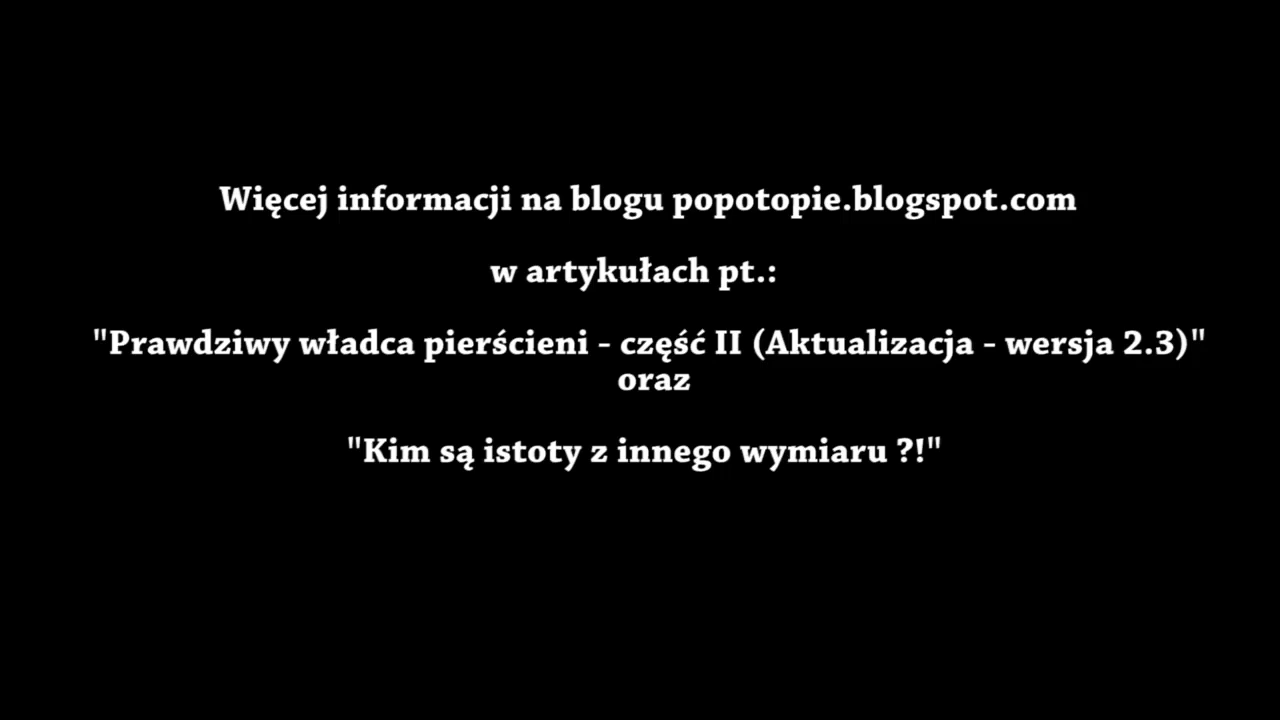 Więcej informacji na blogu popotopie.blogspot.com
w artykułach pt.:
"Prawdziwy władca pierścieni - część II (Aktualizacja - wersja 2.3)"
oraz
"Kim są istoty z innego wymiaru ?!"